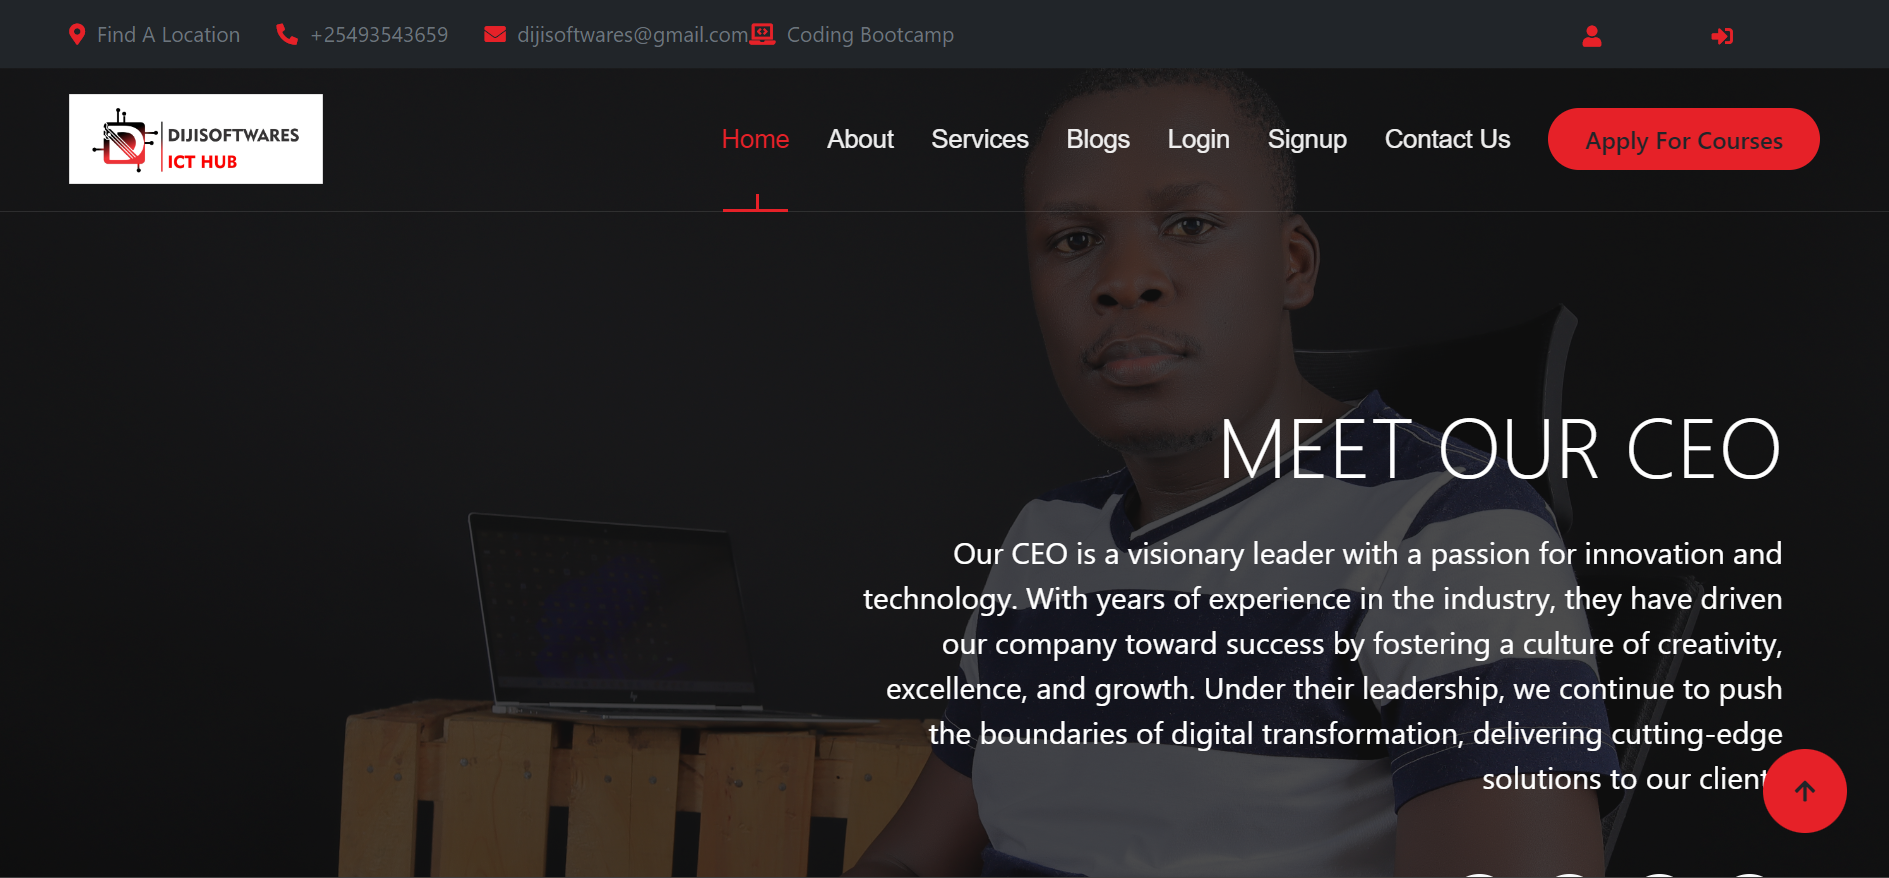 Find A Location
+25493543659
dijisoftwares@gmail.com
Coding Bootcamp
DIJISOFTWARES
ICT HUB
Home
About
Services
Blogs
Login
Signup
Contact Us
Apply For Courses
MEET OUR CEO
Our CEO is a visionary leader with a passion for innovation and
technology. With years of experience in the industry, they have driven
our company toward success by fostering a culture of creativity,
excellence, and growth. Under their leadership, we continue to push
the boundaries of digital transformation, delivering cutting-edge
solutions to our client